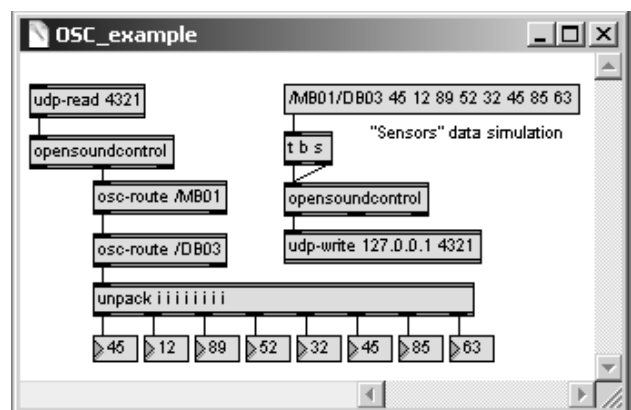 OSC_example
udp-read 4321
opensoundcontrol
osc-route /MB01
osc-route /DB03
unpack i i i i i i i i
45 12 89 52 32 45 85 63
/MB01/DB03 45 12 89 52 32 45 85 63
"Sensors" data simulation
t b s
opensoundcontrol
udp-write 127.0.0.1 4321